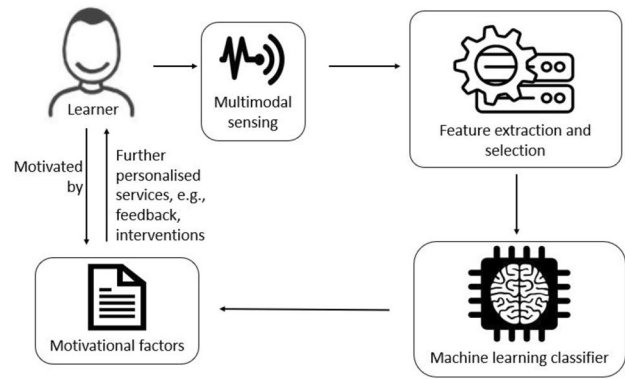 Learner
Multimodal
sensing
Feature extraction and
selection
Motivated
by
Further
personalised
services, e.g.,
feedback,
interventions
Motivational factors
Machine learning classifier